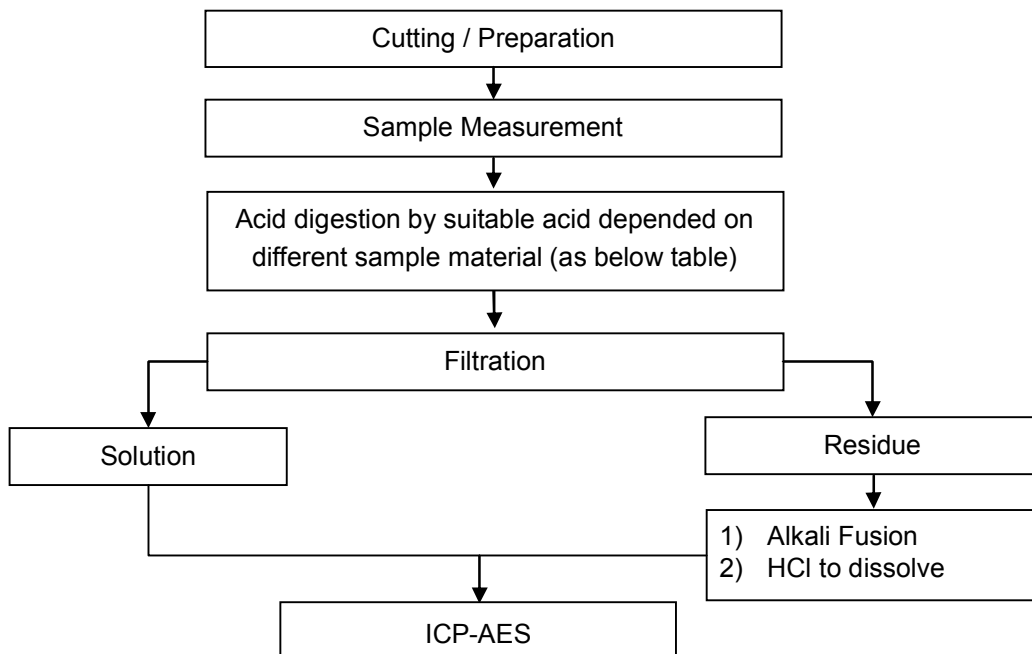 Cutting / Preparation
Sample Measurement
Acid digestion by suitable acid depended on
different sample material (as below table)
Filtration
Solution
Residue
1) Alkali Fusion
2) HCl to dissolve
ICP-AES